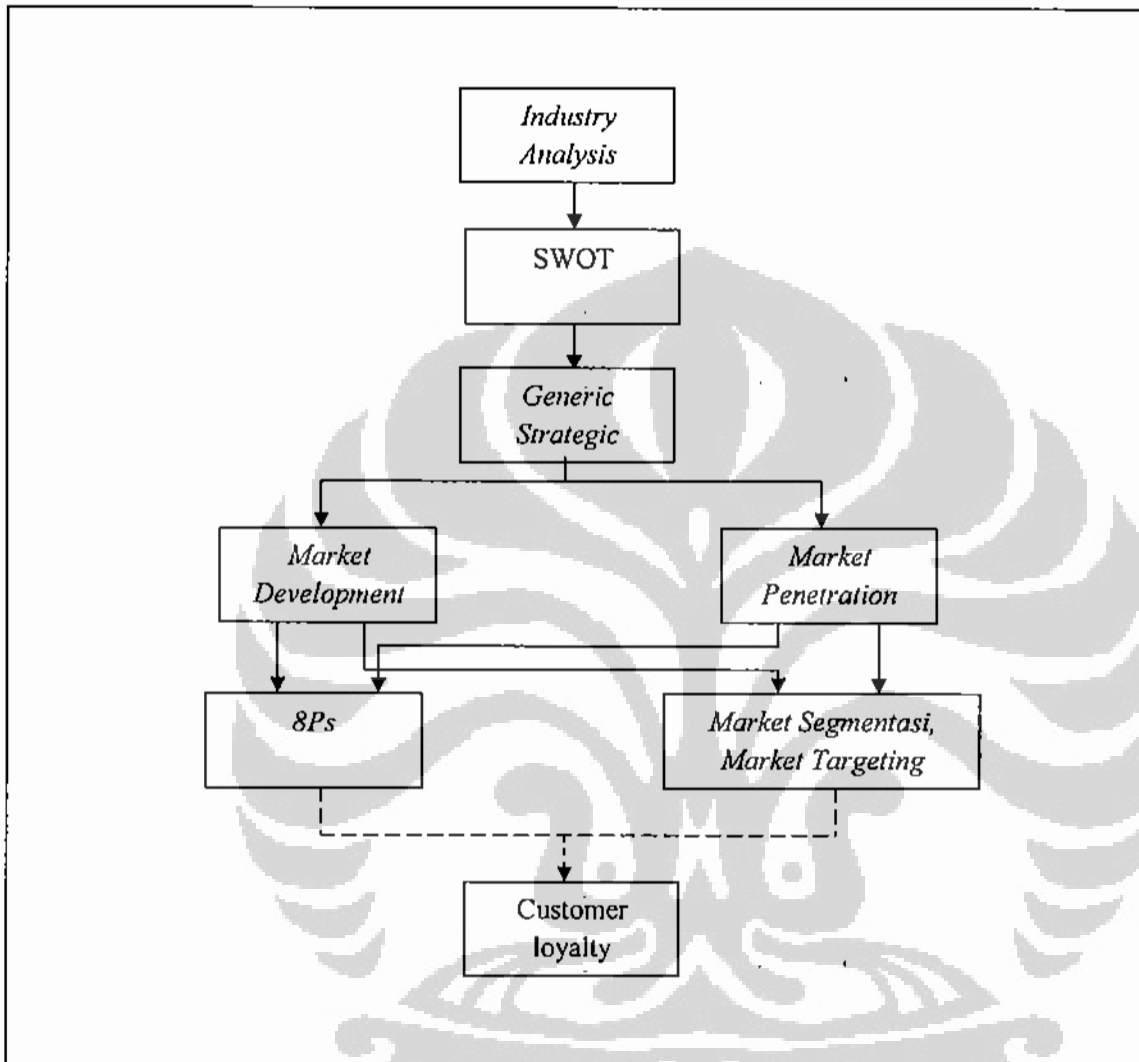 Industry
Analysis
SWOT
Generic
Strategic
Market
Development
Market
Penetration
8Ps
Market Segmentasi,
Market Targeting
Customer
loyalty